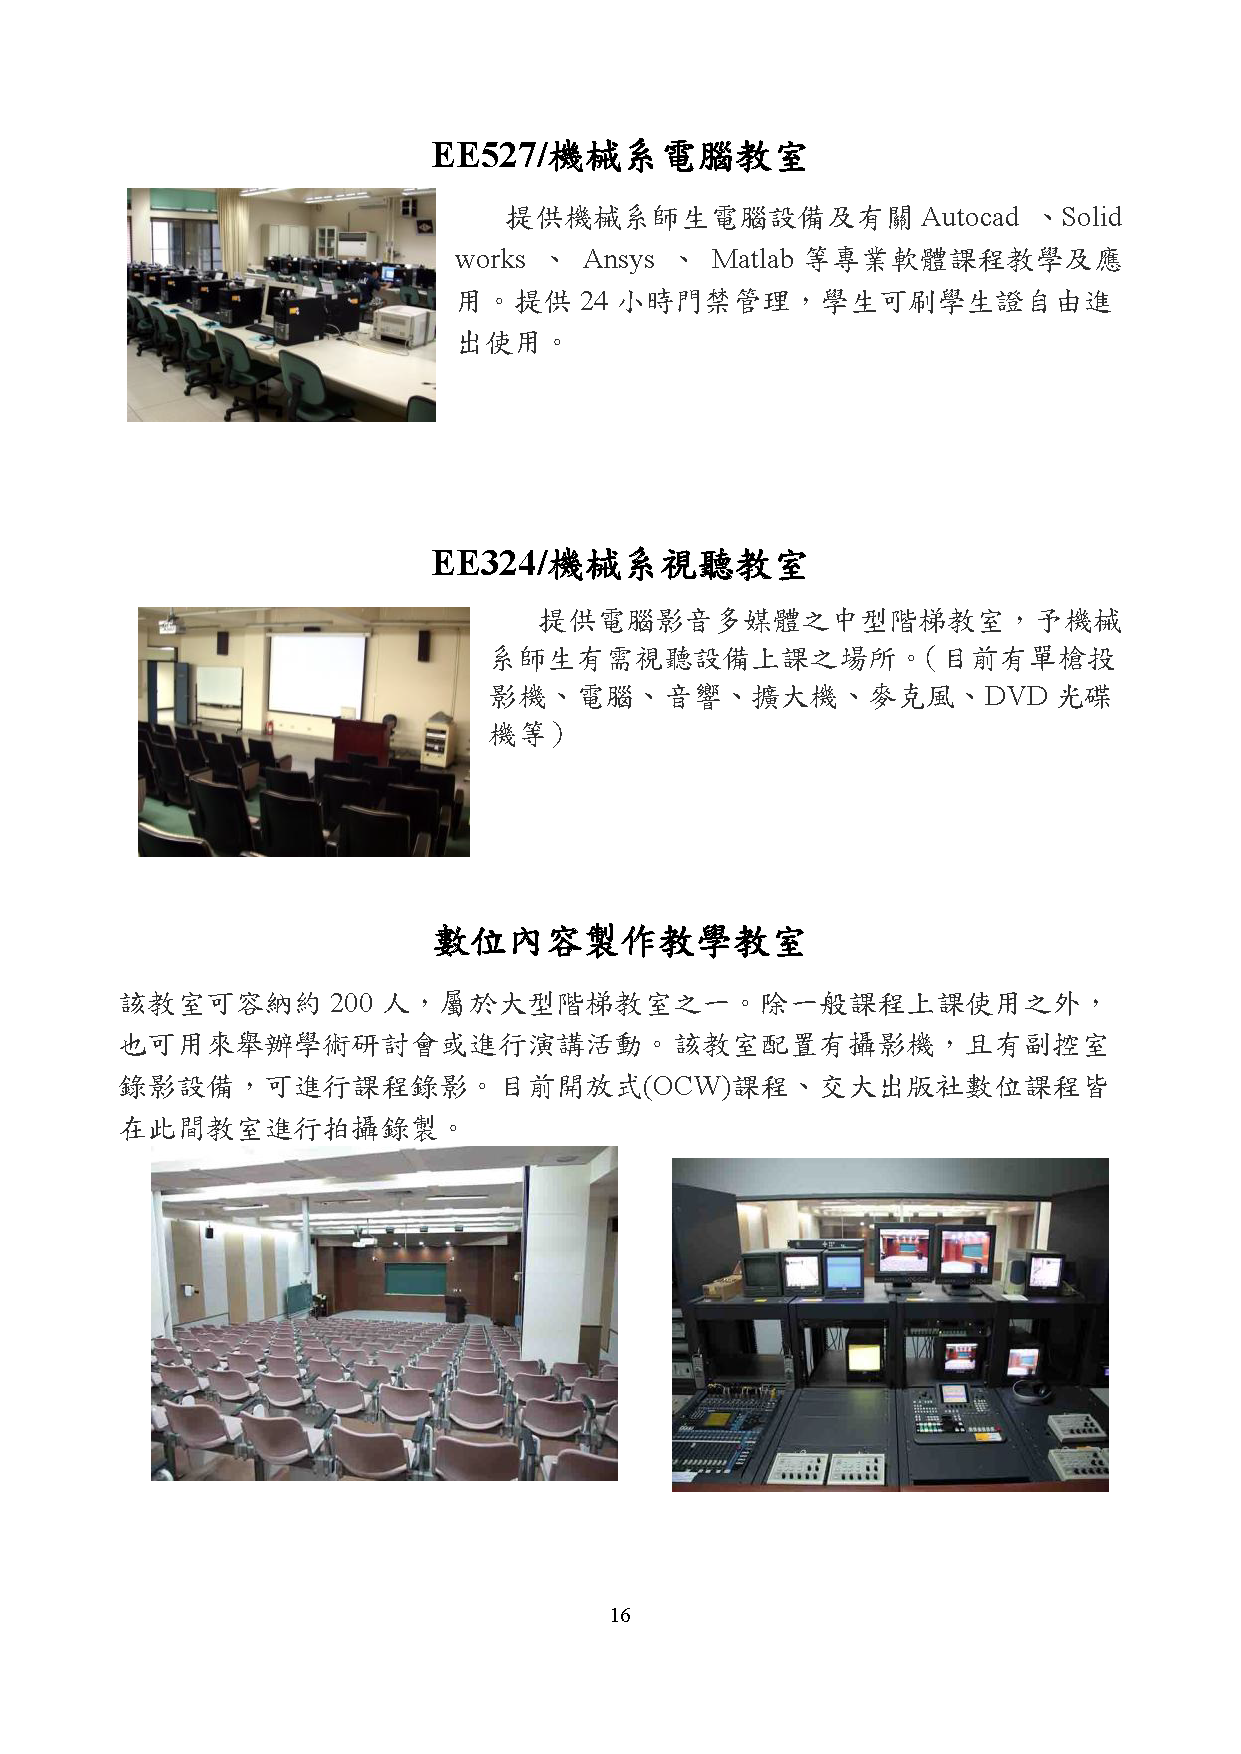 EE527/機械系電腦教室
提供機械系師生電腦設備及有關 Autocad 、Solid
works 、 Ansys 、 Matlab 等專業軟體課程教學及應
用。提供 24 小時門禁管理，學生可刷學生證自由進
出使用。
EE324/機械系視聽教室
提供電腦影音多媒體之中型階梯教室，予機械
系師生有需視聽設備上課之場所。（目前有單槍投
影機、電腦、音響、擴大機、麥克風、DVD 光碟
機等）
數位內容製作教學教室
該教室可容納約 200 人，屬於大型階梯教室之一。除一般課程上課使用之外，
也可用來舉辦學術研討會或進行演講活動。該教室配置有攝影機，且有副控室
錄影設備，可進行課程錄影。目前開放式(OCW)課程、交大出版社數位課程皆
在此間教室進行拍攝錄製。
16